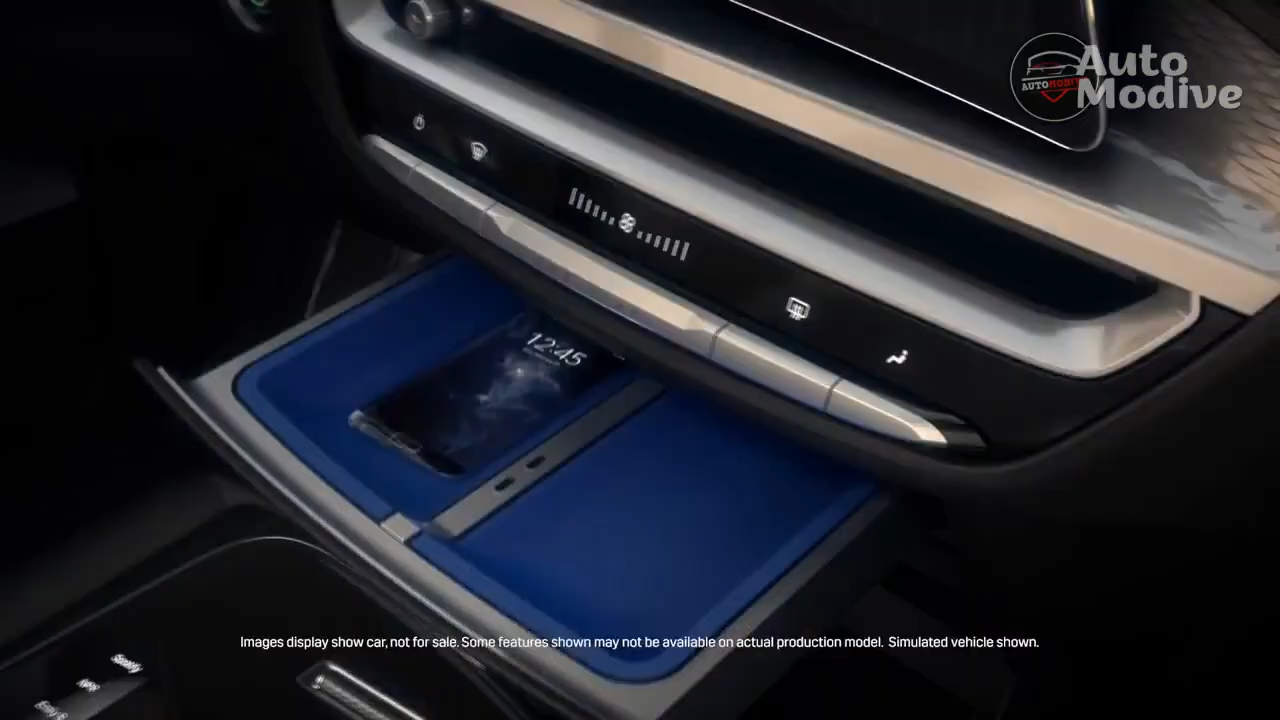 Auto
Modive
AUTOMODIVE
12:45
Images display show car, not for sale. Some features shown may not be available on actual production model. Simulated vehicle shown.